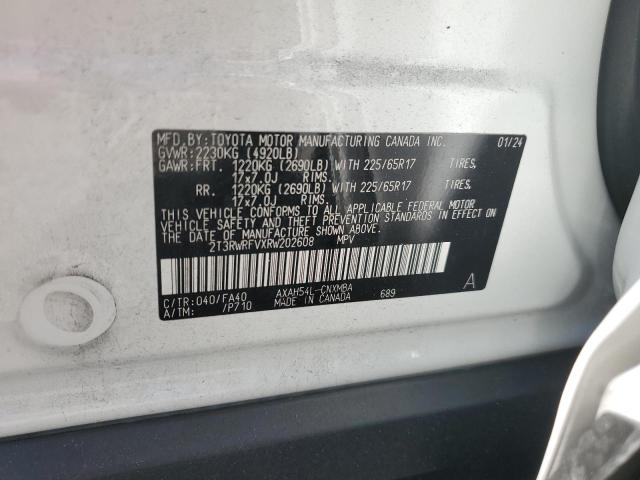 MFD. BY: TOYOTA MOTOR MANUFACTURING CANADA INC. 01/24
GVWR: 2230KG (4920LB)
GAWR: FRT. 1220KG (2690LB) WITH 225/65R17 TIRES,
17x7.0J RIMS.
RR. 1220KG (2690LB) WITH 225/65R17 TIRES,
17x7.0J RIMS.
THIS VEHICLE CONFORMS TO ALL APPLICABLE FEDERAL MOTOR
VEHICLE SAFETY AND THEFT PREVENTION STANDARDS IN EFFECT
ON THE DATE OF MANUFACTURE SHOWN ABOVE.
2T3RWRFVXRW202608 MPV
C/TR: 040/FA40 AXAH54L-CNXMBA A
A/TM: /P710 MADE IN CANADA 689